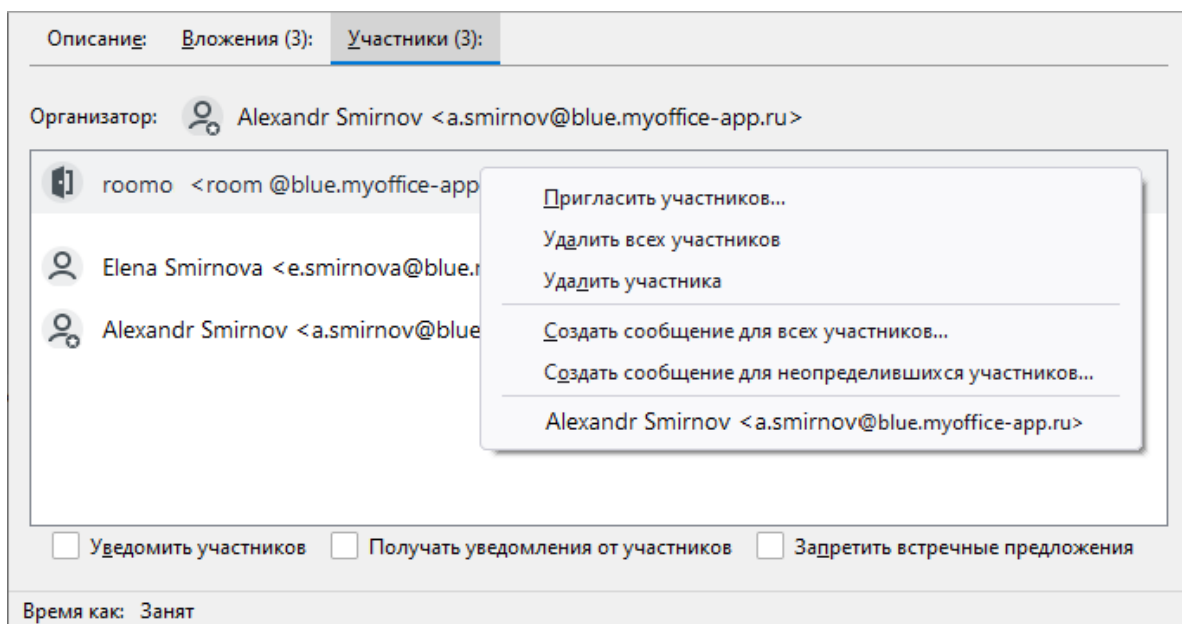 Описание: Вложения (3): Участники (3):
Организатор: Alexandr Smirnov <a.smirnov@blue.myoffice-app.ru>
roomo <room @blue.myoffice-app
Elena Smirnova <e.smirnova@blue.
Alexandr Smirnov <a.smirnov@blue
Пригласить участников...
Удалить всех участников
Удалить участника
Создать сообщение для всех участников...
Создать сообщение для неопределившихся участников...
Alexandr Smirnov <a.smirnov@blue.myoffice-app.ru>
Уведомить участников Получать уведомления от участников Запретить встречные предложения
Время как: Занят